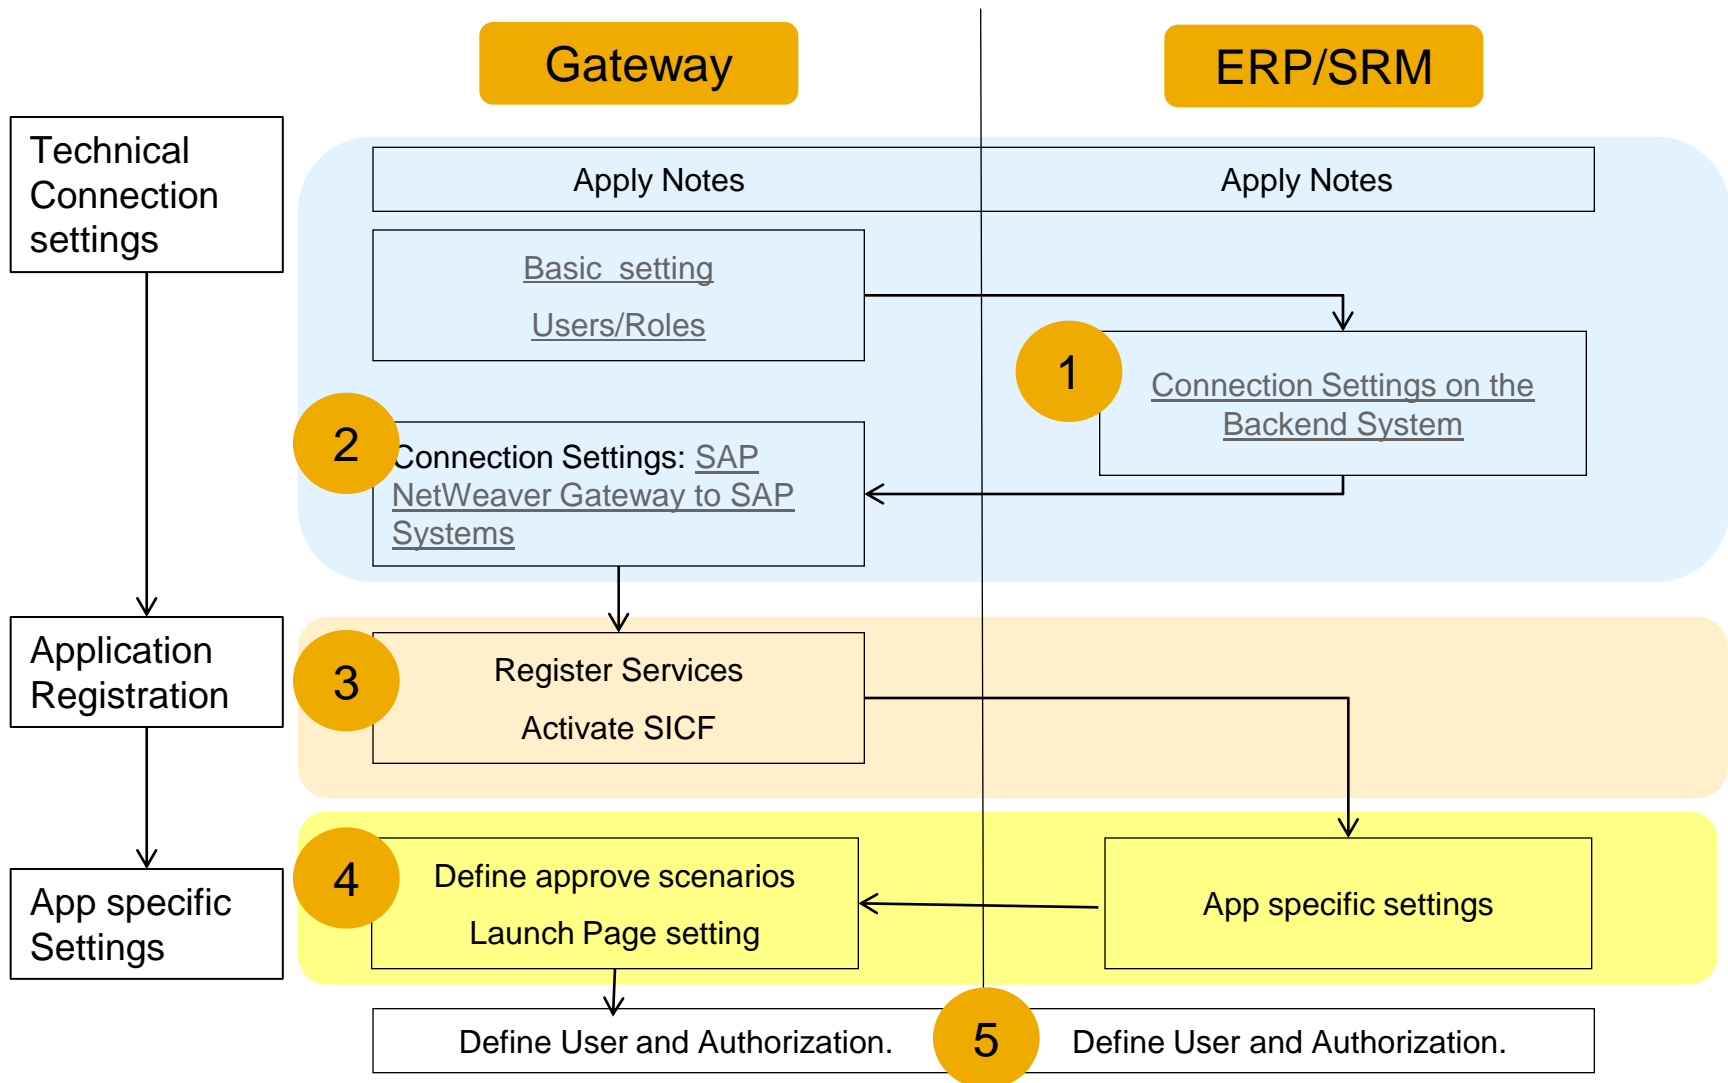 Gateway
ERP/SRM
Technical
Connection
settings
Apply Notes
Apply Notes
Basic  setting
Users/Roles
1
Connection Settings on the
Backend System
2
Connection Settings: SAP
NetWeaver Gateway to SAP
Systems
Application
Registration
3
Register Services
Activate SICF
App specific
Settings
4
Define approve scenarios
Launch Page setting
App specific settings
Define User and Authorization.
5
Define User and Authorization.